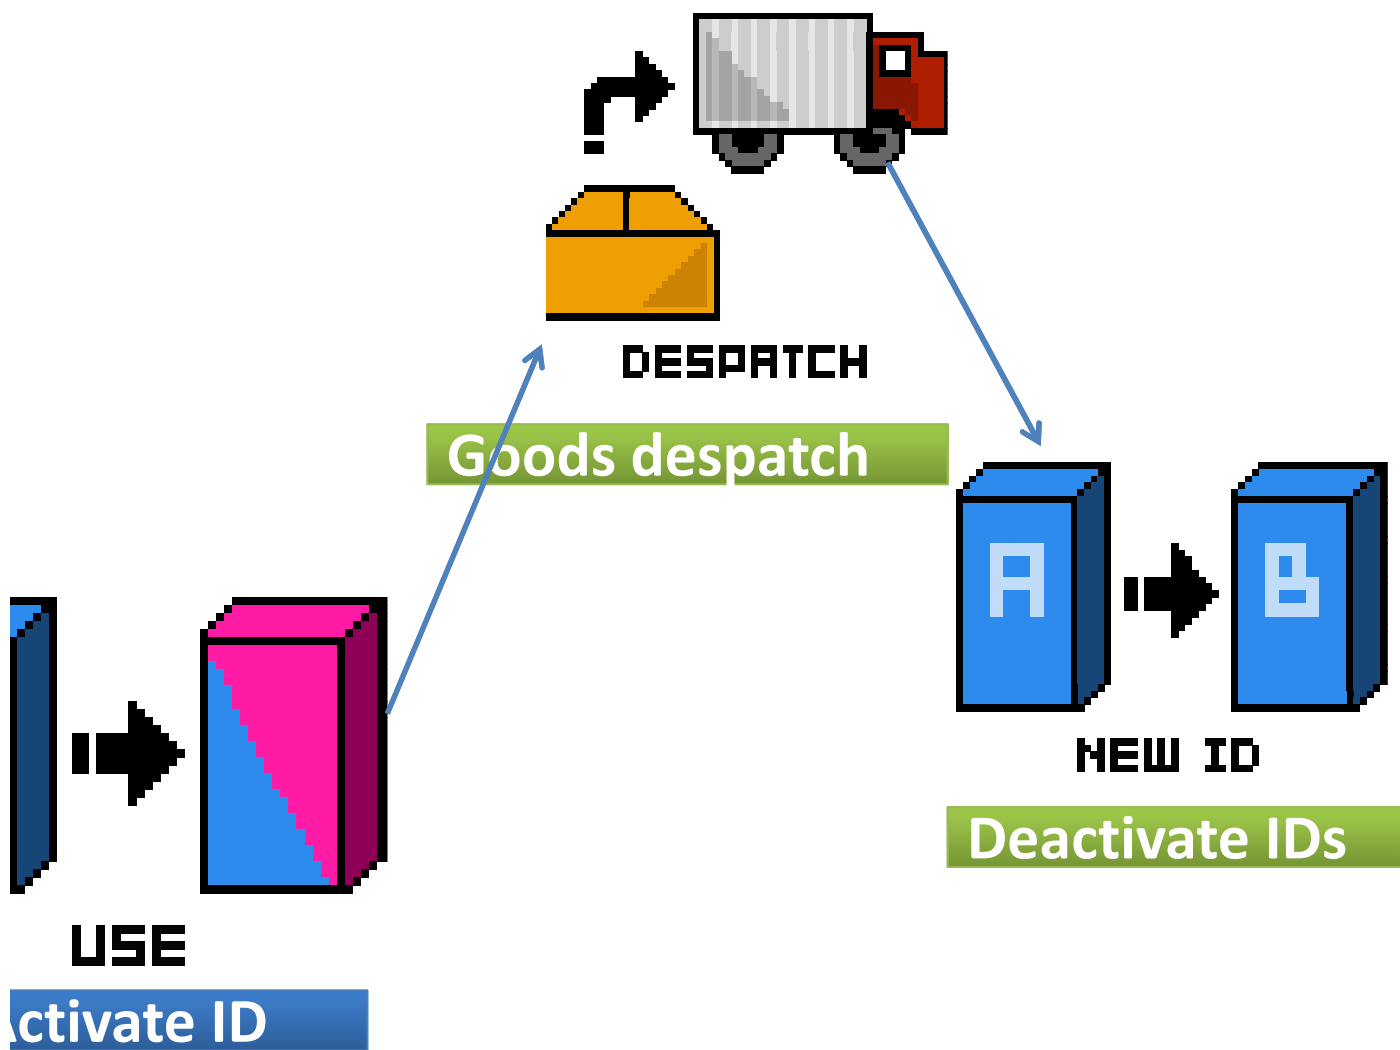 DESPATCH
Goods despatch
A
B
NEW ID
Deactivate IDs
USE
ctivate ID